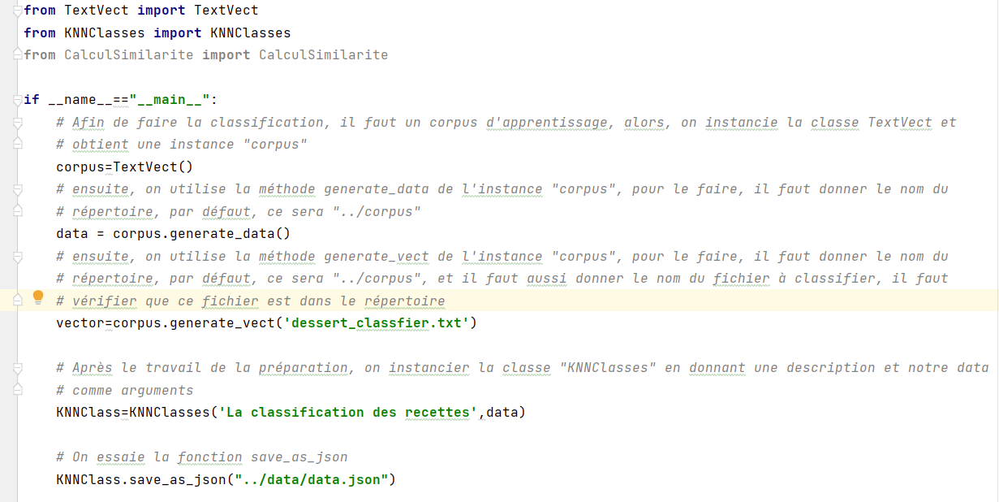 from TextVect import TextVect
from KNNClasses import KNNClasses
from CalculSimilarite import CalculSimilarite
if __name__=="__main__":
# Afin de faire la classification, il faut un corpus d'apprentissage, alors, on instancie la classe TextVect et
# obtient une instance "corpus"
corpus=TextVect()
# ensuite, on utilise la méthode generate_data de l'instance "corpus", pour le faire, il faut donner le nom du
# répertoire, par défaut, ce sera "../corpus"
data = corpus.generate_data()
# ensuite, on utilise la méthode generate_vect de l'instance "corpus", pour le faire, il faut donner le nom du
# répertoire, par défaut, ce sera "../corpus", et il faut aussi donner le nom du fichier à classifier, il faut
# vérifier que ce fichier est dans le répertoire
vector=corpus.generate_vect('dessert_classfier.txt')
# Après le travail de la préparation, on instancier la classe "KNNClasses" en donnant une description et notre data
# comme arguments
KNNClass=KNNClasses('La classification des recettes',data)
# On essaie la fonction save_as_json
KNNClass.save_as_json("../data/data.json")